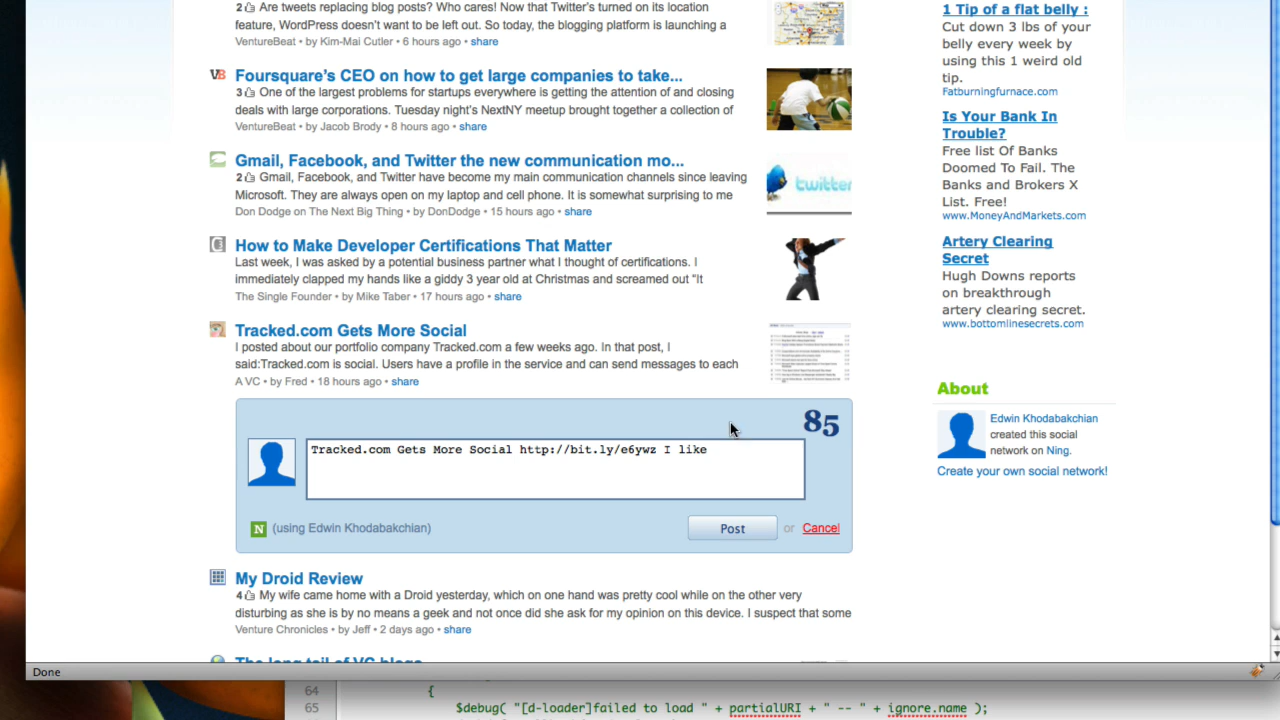 2 Are tweets replacing blog posts? Who cares! Now that Twitter's turned on its location
feature, WordPress doesn't want to be left out. So today, the blogging platform is launching a
VentureBeat • by Kim-Mai Cutler • 6 hours ago • share
VB Foursquare's CEO on how to get large companies to take...
3 One of the largest problems for startups everywhere is getting the attention of and closing
deals with large corporations. Tuesday night's NextNY meetup brought together a collection of
VentureBeat • by Jacob Brody • 8 hours ago • share
Gmail, Facebook, and Twitter the new communication mo...
2 Gmail, Facebook, and Twitter have become my main communication channels since leaving
Microsoft. They are always open on my laptop and cell phone. It is somewhat surprising to me
Don Dodge on The Next Big Thing • by DonDodge • 15 hours ago • share
twitter
How to Make Developer Certifications That Matter
Last week, I was asked by a potential business partner what I thought of certifications. I
immediately clapped my hands like a giddy 3 year old at Christmas and screamed out "It
The Single Founder • by Mike Taber • 17 hours ago • share
Tracked.com Gets More Social
I posted about our portfolio company Tracked.com a few weeks ago. In that post, I
said:Tracked.com is social. Users have a profile in the service and can send messages to each
A VC • by Fred • 18 hours ago • share
85
Tracked.com Gets More Social http://bit.ly/e6ywz I like
N (using Edwin Khodabakchian)
Post or Cancel
My Droid Review
4 My wife came home with a Droid yesterday, which on one hand was pretty cool while on the other very
disturbing as she is by no means a geek and not once did she ask for my opinion on this device. I suspect that some
Venture Chronicles • by Jeff • 2 days ago • share
The long tail of VC blogs
1 Tip of a flat belly :
Cut down 3 lbs of your
belly every week by
using this 1 weird old
tip.
Fatburningfurnace.com
Is Your Bank In
Trouble?
Free list Of Banks
Doomed To Fail. The
Banks and Brokers X
List. Free!
www.MoneyAndMarkets.com
Artery Clearing
Secret
Hugh Downs reports
on breakthrough
artery clearing secret.
www.bottomlinesecrets.com
About
Edwin Khodabakchian
created this social
network on Ning.
Create your own social network!
Done
64 {
65 $debug( "[d-loader]failed to load " + partialURI + " -- " + ignore.name );